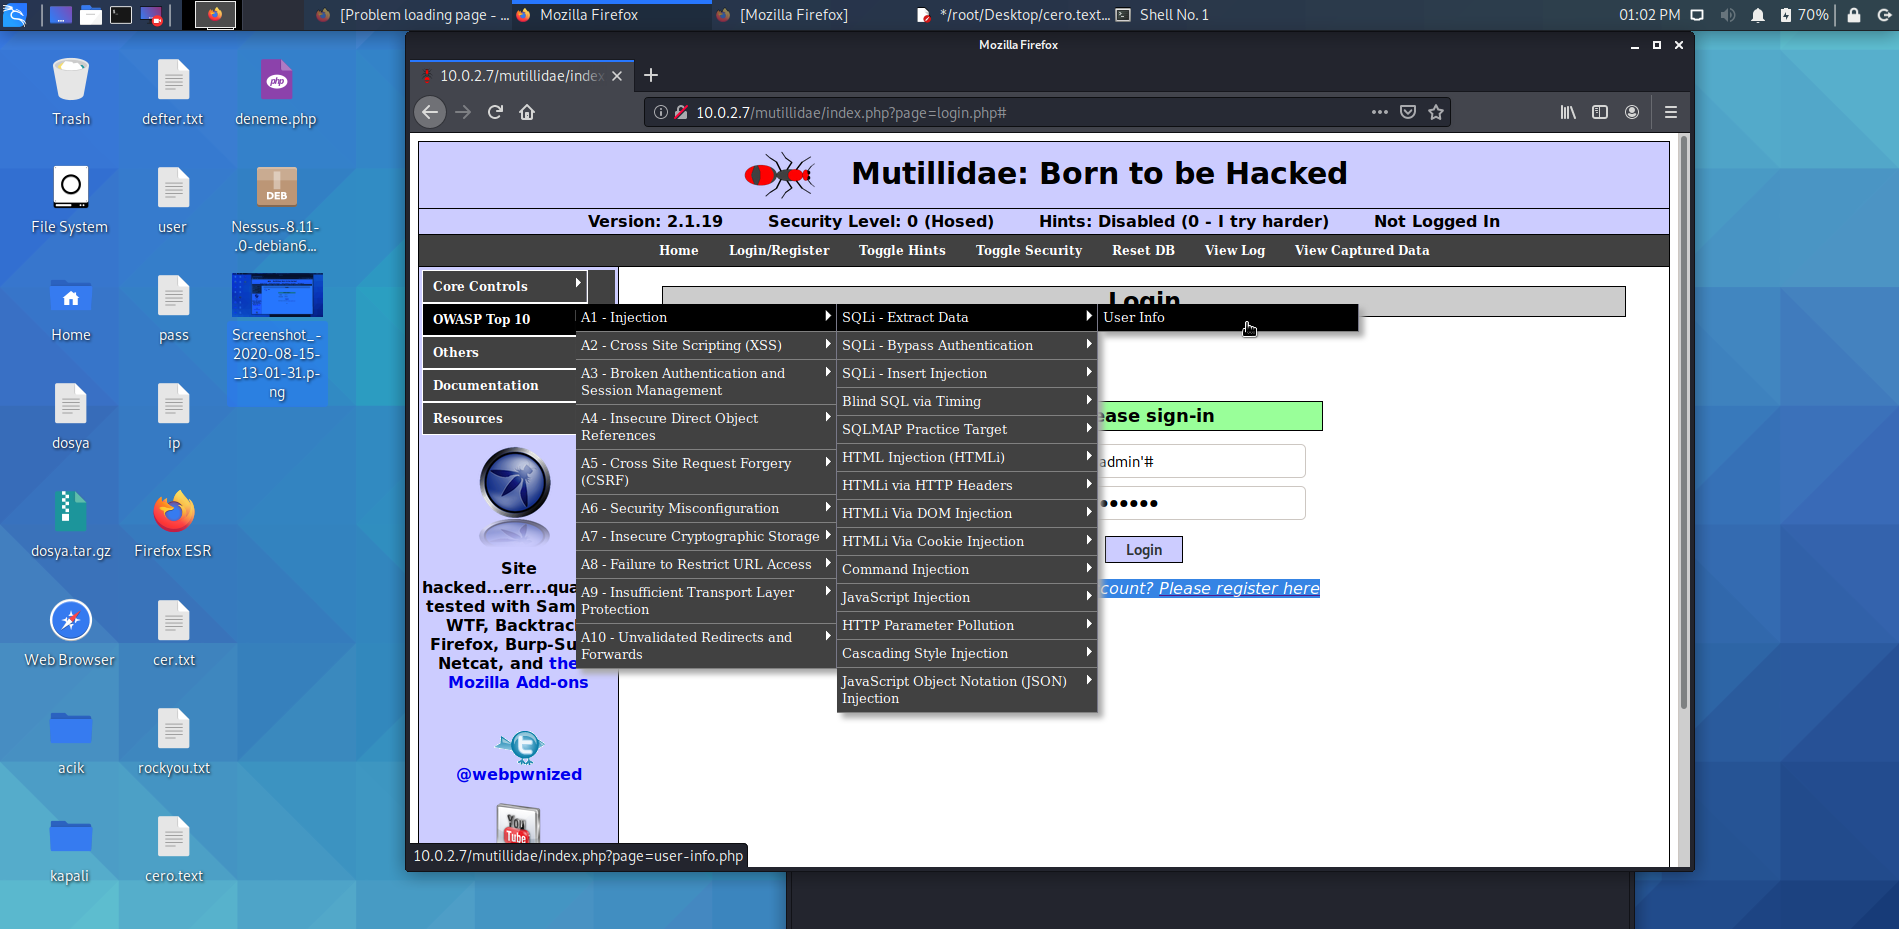 [Problem loading page - ...
Mozilla Firefox
[Mozilla Firefox]
*/root/Desktop/cero.text...
Shell No. 1
01:02 PM
70%
Trash
defter.txt
deneme.php
File System
user
Nessus-8.11-
.0-debian6...
Home
pass
Screenshot_-
2020-08-15-
_13-01-31.p-
ng
dosya
ip
dosya.tar.gz
Firefox ESR
Web Browser
cer.txt
acik
rockyou.txt
kapali
cero.text
php
DEB
Mozilla Firefox
10.0.2.7/mutillidae/index
10.0.2.7/mutillidae/index.php?page=login.php#
Mutillidae: Born to be Hacked
Version: 2.1.19
Security Level: 0 (Hosed)
Hints: Disabled (0 - I try harder)
Not Logged In
Home
Login/Register
Toggle Hints
Toggle Security
Reset DB
View Log
View Captured Data
Core Controls
OWASP Top 10
Others
Documentation
Resources
Login
A1 - Injection
A2 - Cross Site Scripting (XSS)
A3 - Broken Authentication and
Session Management
A4 - Insecure Direct Object
References
A5 - Cross Site Request Forgery
(CSRF)
A6 - Security Misconfiguration
A7 - Insecure Cryptographic Storage
A8 - Failure to Restrict URL Access
A9 - Insufficient Transport Layer
Protection
A10 - Unvalidated Redirects and
Forwards
SQLi - Extract Data
SQLi - Bypass Authentication
SQLi - Insert Injection
Blind SQL via Timing
SQLMAP Practice Target
HTML Injection (HTMLi)
HTMLi via HTTP Headers
HTMLi Via DOM Injection
HTMLi Via Cookie Injection
Command Injection
JavaScript Injection
HTTP Parameter Pollution
Cascading Style Injection
JavaScript Object Notation (JSON)
Injection
User Info
ease sign-in
admin'#
Login
count? Please register here
Site
hacked...err...qua
tested with Sam
WTF, Backtrac
Firefox, Burp-Su
Netcat, and the
Mozilla Add-ons
@webpwnized
You
Tube
10.0.2.7/mutillidae/index.php?page=user-info.php